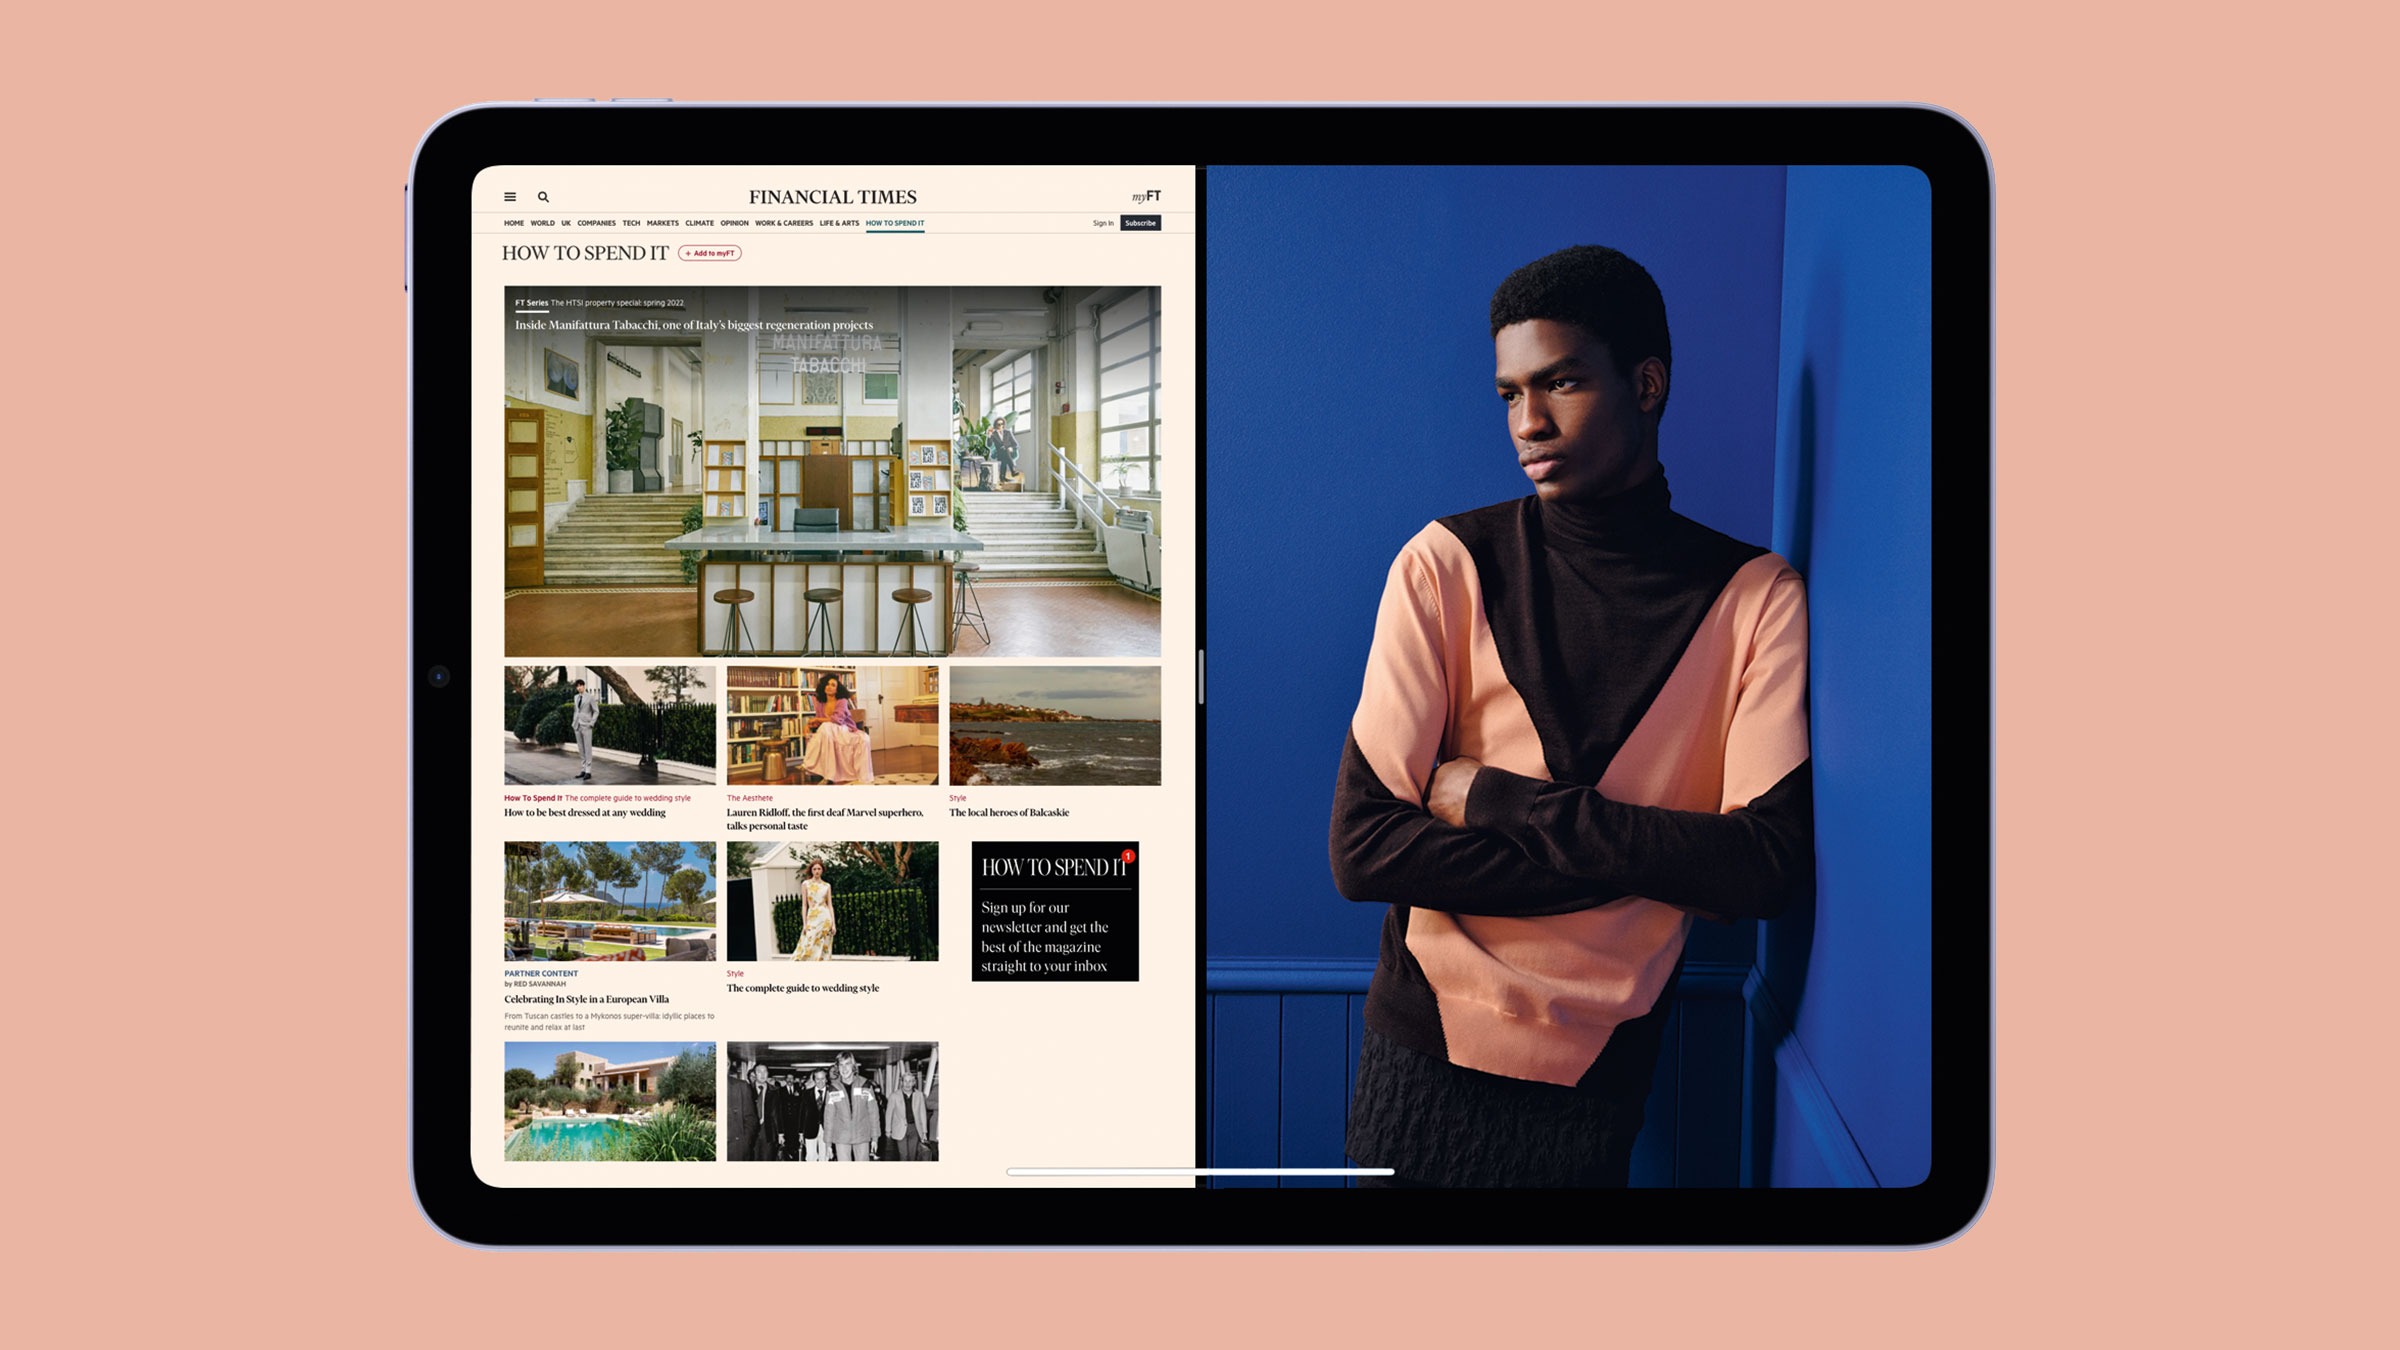 FINANCIAL TIMES
myFT
HOME WORLD UK COMPANIES TECH MARKETS CLIMATE OPINION WORK & CAREERS LIFE & ARTS HOW TO SPEND IT
Sign In Subscribe
HOW TO SPEND IT + Add to myFT
FT Series The HTSI property special: spring 2022
Inside Manifattura Tabacchi, one of Italy's biggest regeneration projects
MANIFATTURA
TABACCHI
How To Spend It The complete guide to wedding style
How to be best dressed at any wedding
The Aesthete
Lauren Ridloff, the first deaf Marvel superhero,
talks personal taste
Style
The local heroes of Balcaskie
PARTNER CONTENT
by RED SAVANNAH
Celebrating In Style in a European Villa
From Tuscan castles to a Mykonos super-villa: idyllic places to
reunite and relax at last
Style
The complete guide to wedding style
HOW TO SPEND IT
1
Sign up for our
newsletter and get the
best of the magazine
straight to your inbox